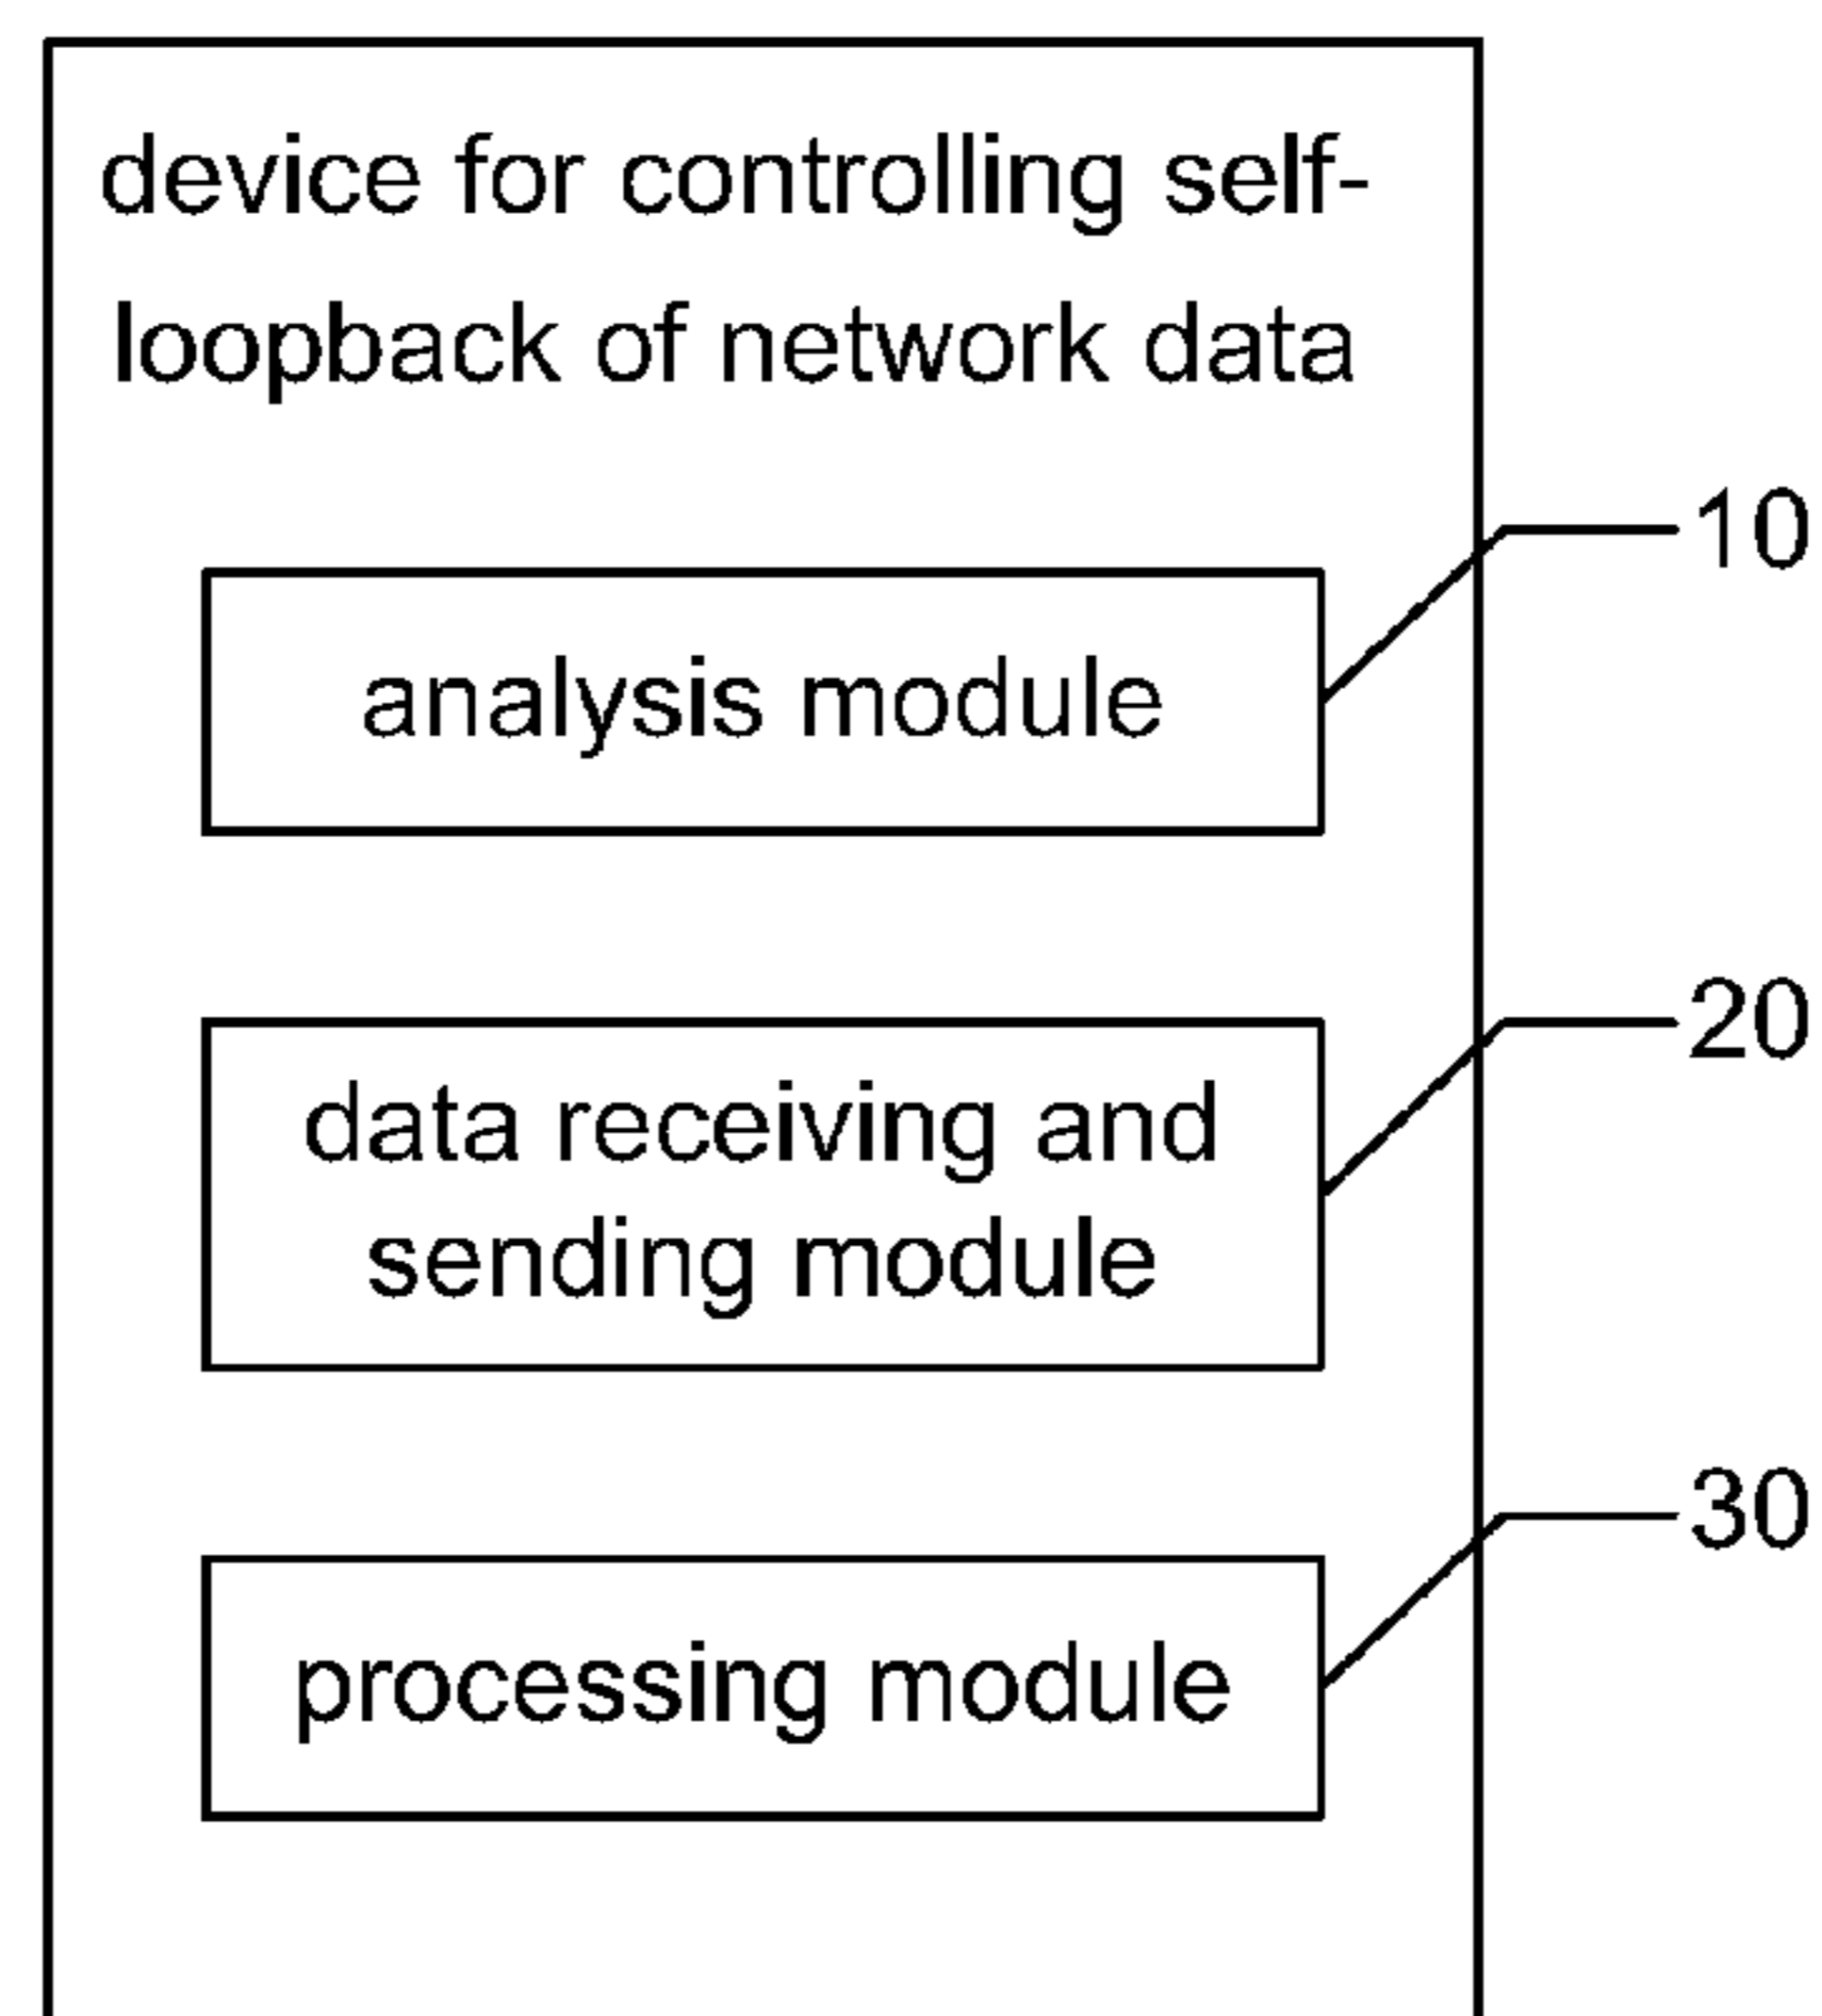 device for controlling self-
loopback of network data
10
analysis module
20
data receiving and
sending module
30
processing module